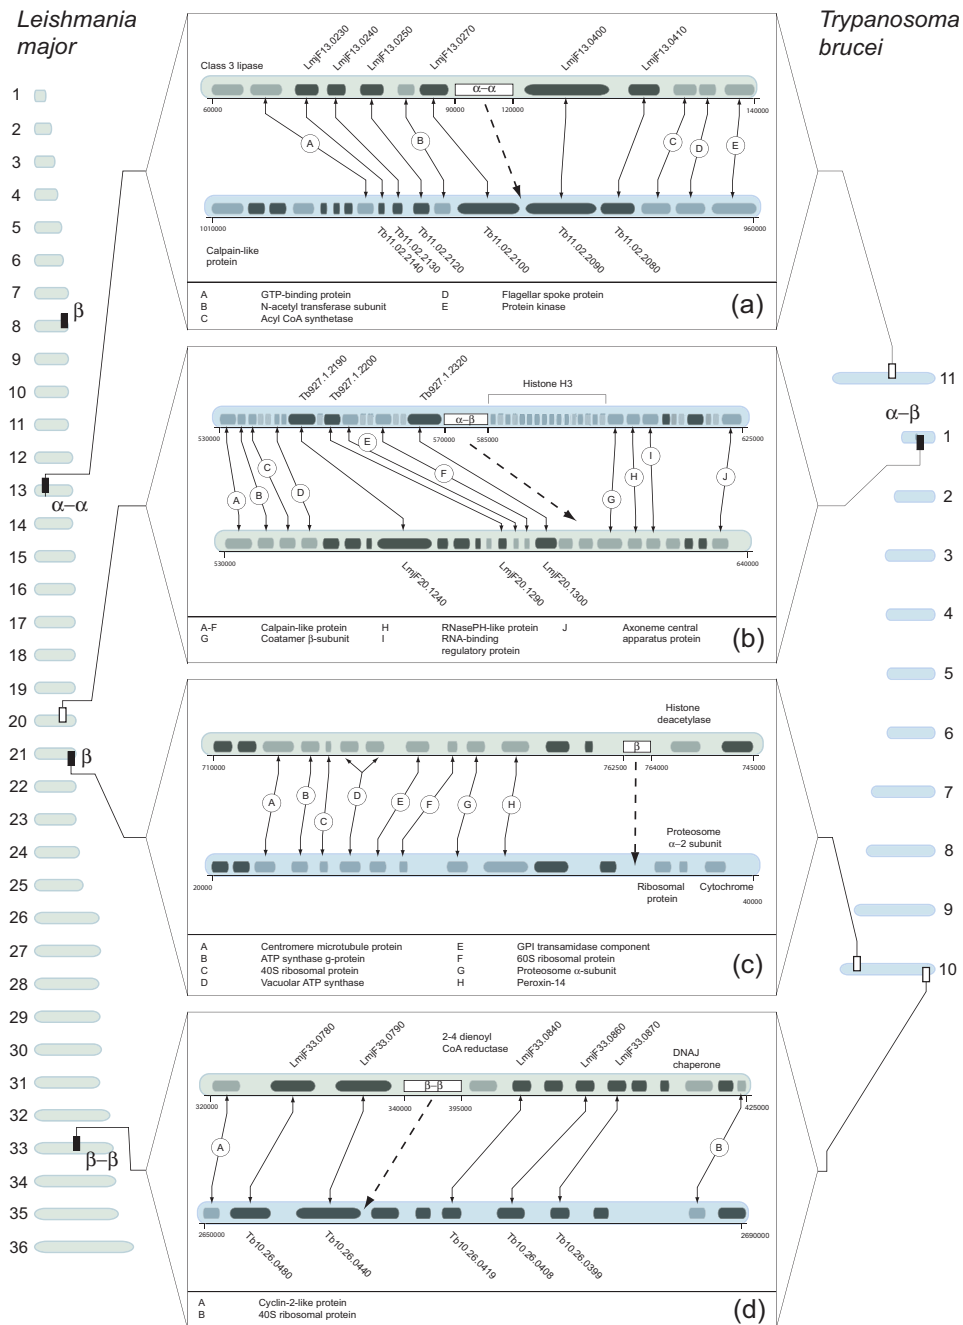 Leishmania
major
Trypanosoma
brucei
1
2
3
4
5
6
7
8
β
9
10
11
12
13
α–α
14
15
16
17
18
19
20
21
β
22
23
24
25
26
27
28
29
30
31
32
33
β–β
34
35
36
LmjF13.0230
LmjF13.0240
LmjF13.0250
LmjF13.0270
LmjF13.0400
LmjF13.0410
Class 3 lipase
α–α
60000
90000
120000
140000
A
B
C
D
E
1010000
960000
Calpain-like
protein
Tb11.02.2140
Tb11.02.2130
Tb11.02.2120
Tb11.02.2100
Tb11.02.2090
Tb11.02.2080
A GTP-binding protein D Flagellar spoke protein
B N-acetyl transferase subunit E Protein kinase
C Acyl CoA synthetase
(a)
Tb927.1.2190
Tb927.1.2200
Tb927.1.2320
Histone H3
α–β
530000
570000
585000
625000
A
B
C
D
E
F
G
H
I
J
530000
640000
LmjF20.1240
LmjF20.1290
LmjF20.1300
A-F Calpain-like protein H RNasePH-like protein J Axoneme central
G Coatamer β-subunit I RNA-binding apparatus protein
regulatory protein
(b)
Histone
deacetylase
β
710000
762500
764000
745000
A
B
C
D
E
F
G
H
Proteosome
α–2 subunit
20000
40000
Ribosomal
protein
Cytochrome
A Centromere microtubule protein E GPI transamidase component
B ATP synthase g-protein F 60S ribosomal protein
C 40S ribosomal protein G Proteosome α-subunit
D Vacuolar ATP synthase H Peroxin-14
(c)
LmjF33.0780
LmjF33.0790
2-4 dienoyl
CoA reductase
LmjF33.0840
LmjF33.0860
LmjF33.0870
DNAJ
chaperone
β–β
320000
340000
395000
425000
A
B
2650000
2690000
Tb10.26.0480
Tb10.26.0440
Tb10.26.0419
Tb10.26.0408
Tb10.26.0399
A Cyclin-2-like protein
B 40S ribosomal protein
(d)
11
α–β
1
2
3
4
5
6
7
8
9
10